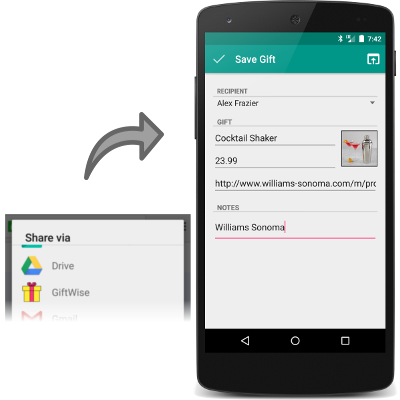 7:42
Save Gift
RECIPIENT
Alex Frazier
GIFT
Cocktail Shaker
23.99
http://www.williams-sonoma.com/m/pro
NOTES
Williams Sonoma
Share via
Drive
GiftWise
Gmail